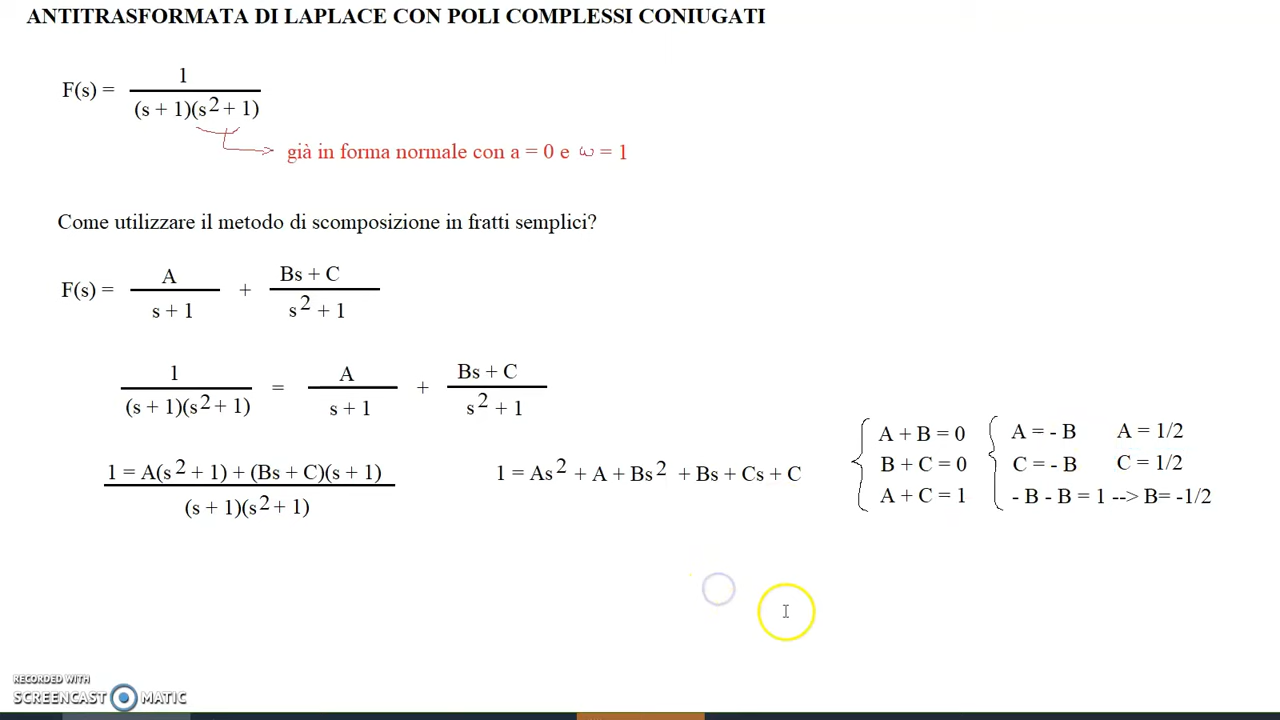 ANTITRASFORMATA DI LAPLACE CON POLI COMPLESSI CONIUGATI
F(s) = 1 / (s + 1)(s² + 1)
già in forma normale con a = 0 e ω = 1
Come utilizzare il metodo di scomposizione in fratti semplici?
F(s) = A / s + 1 + Bs + C / s² + 1
1 / (s + 1)(s² + 1) = A / s + 1 + Bs + C / s² + 1
1 = A(s² + 1) + (Bs + C)(s + 1) / (s + 1)(s² + 1)
1 = As² + A + Bs² + Bs + Cs + C
A + B = 0
B + C = 0
A + C = 1
A = - B A = 1/2
C = - B C = 1/2
- B - B = 1 --> B= -1/2
RECORDED WITH
SCREENCAST MATIC